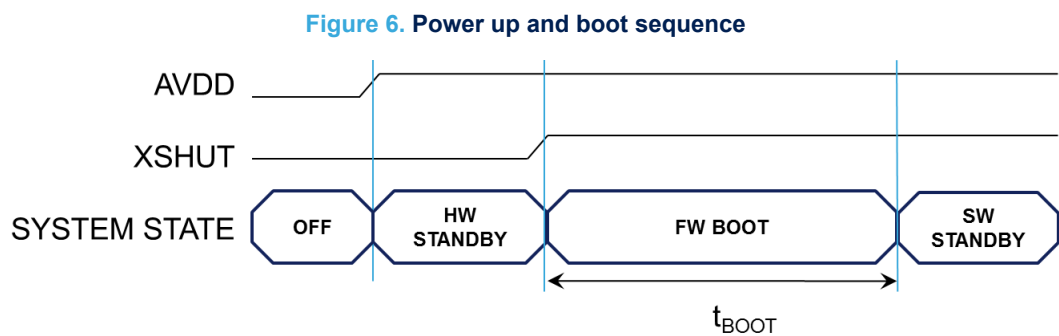 Figure 6. Power up and boot sequence
AVDD
XSHUT
SYSTEM STATE
OFF
HW
STANDBY
FW BOOT
SW
STANDBY
tBOOT